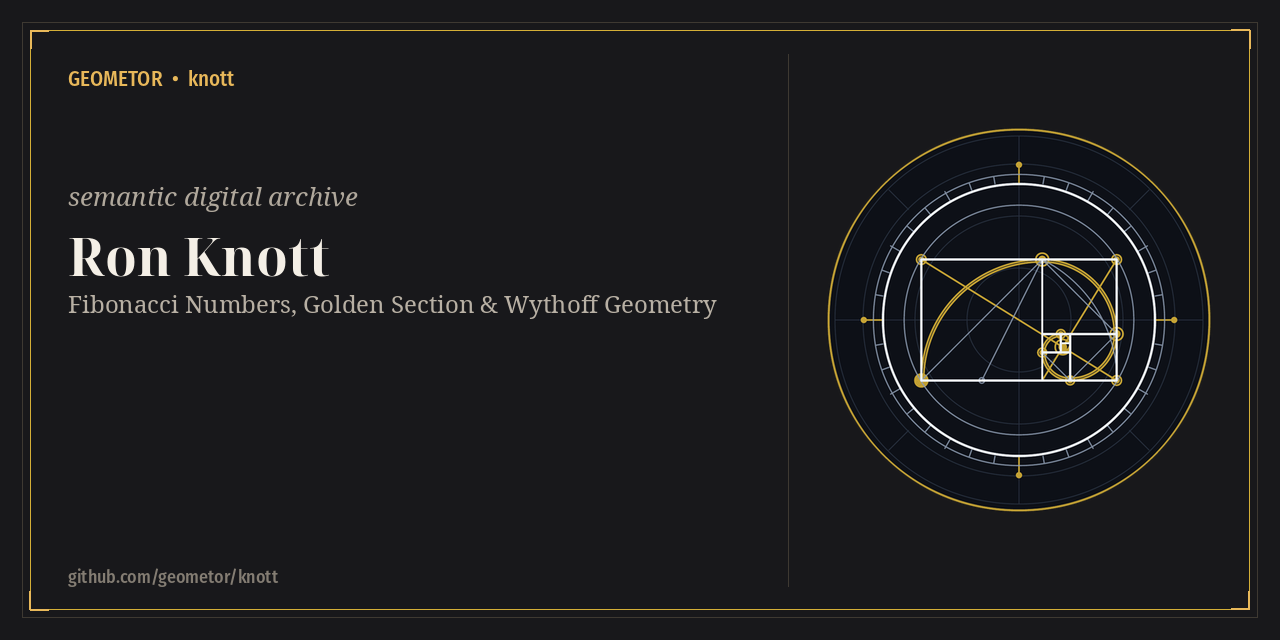 GEOMETOR • knott
semantic digital archive
Ron Knott
Fibonacci Numbers, Golden Section & Wythoff Geometry
github.com/geometor/knott